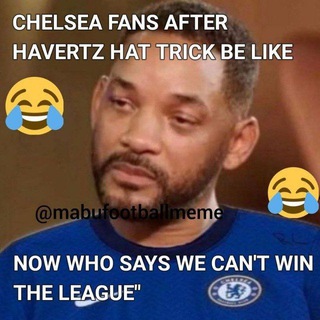 CHELSEA FANS AFTER
HAVERTZ HAT TRICK BE LIKE
@mabufootballmeme
NOW WHO SAYS WE CAN'T WIN
THE LEAGUE"